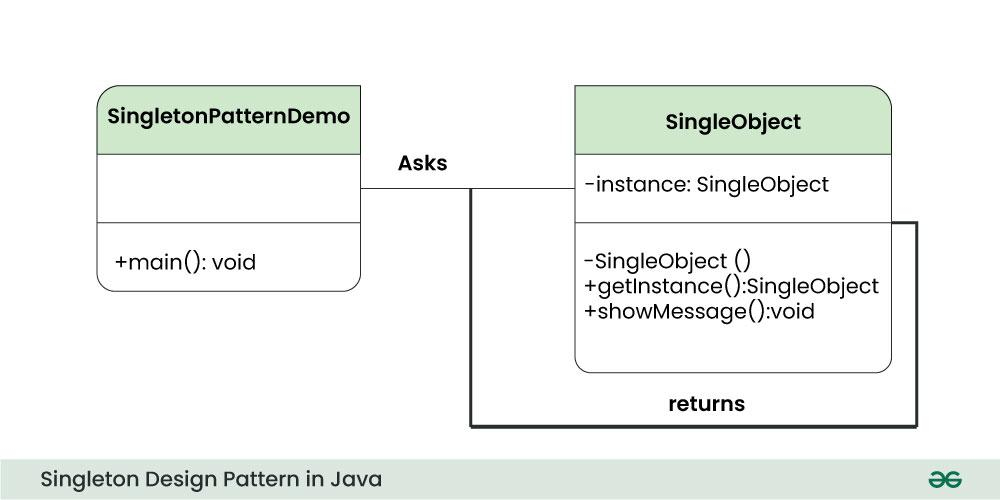 SingletonPatternDemo
+main(): void
Asks
SingleObject
-instance: SingleObject
-SingleObject ()
+getInstance():SingleObject
+showMessage():void
returns
Singleton Design Pattern in Java